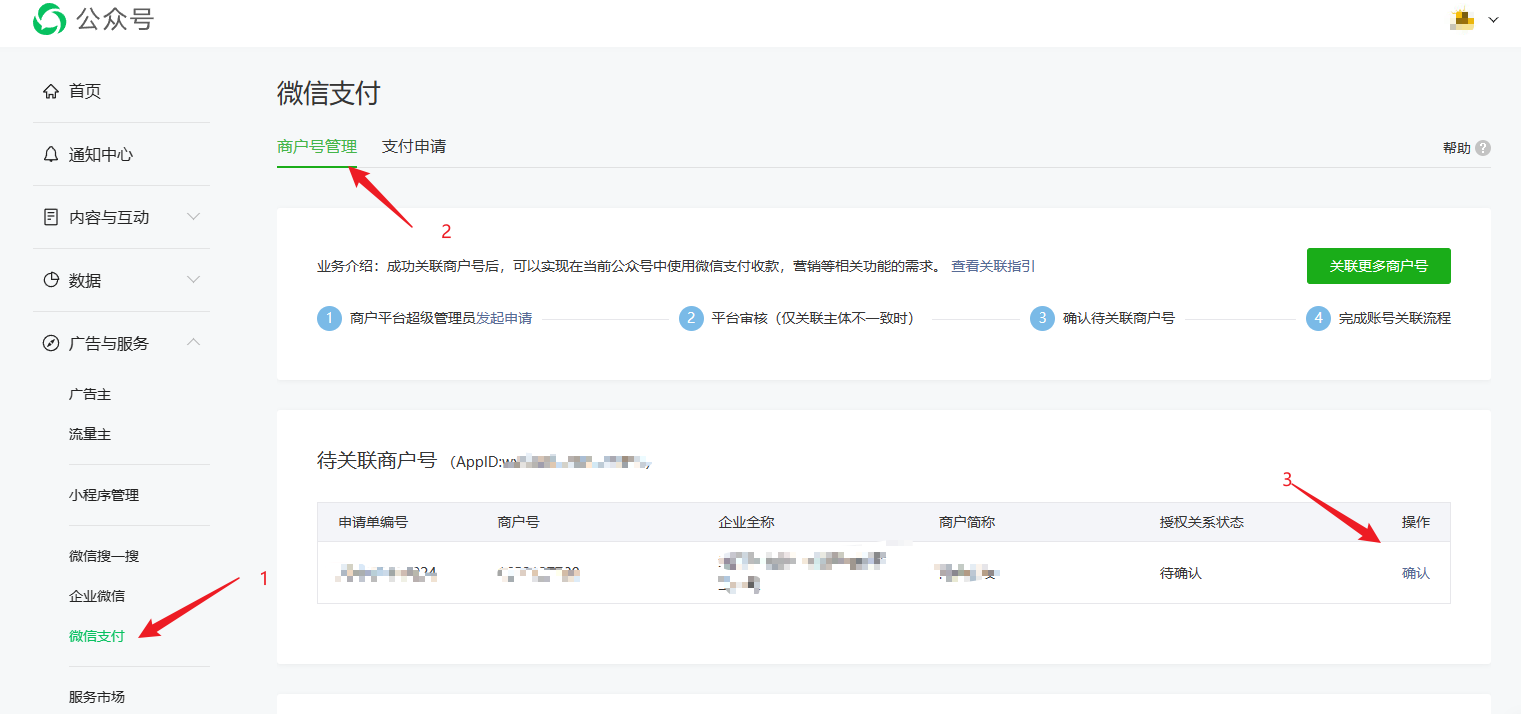 公众号
首页
通知中心
内容与互动
数据
广告与服务
广告主
流量主
小程序管理
微信搜一搜
企业微信
微信支付
1
服务市场
微信支付
商户号管理 支付申请
帮助 ?
2
业务介绍：成功关联商户号后，可以实现在当前公众号中使用微信支付收款，营销等相关功能的需求。 查看关联指引
关联更多商户号
1 商户平台超级管理员发起申请 2 平台审核（仅关联主体不一致时） 3 确认待关联商户号 4 完成账号关联流程
待关联商户号 （AppID:
3
申请单编号 商户号 企业全称 商户简称 授权关系状态 操作
待确认 确认